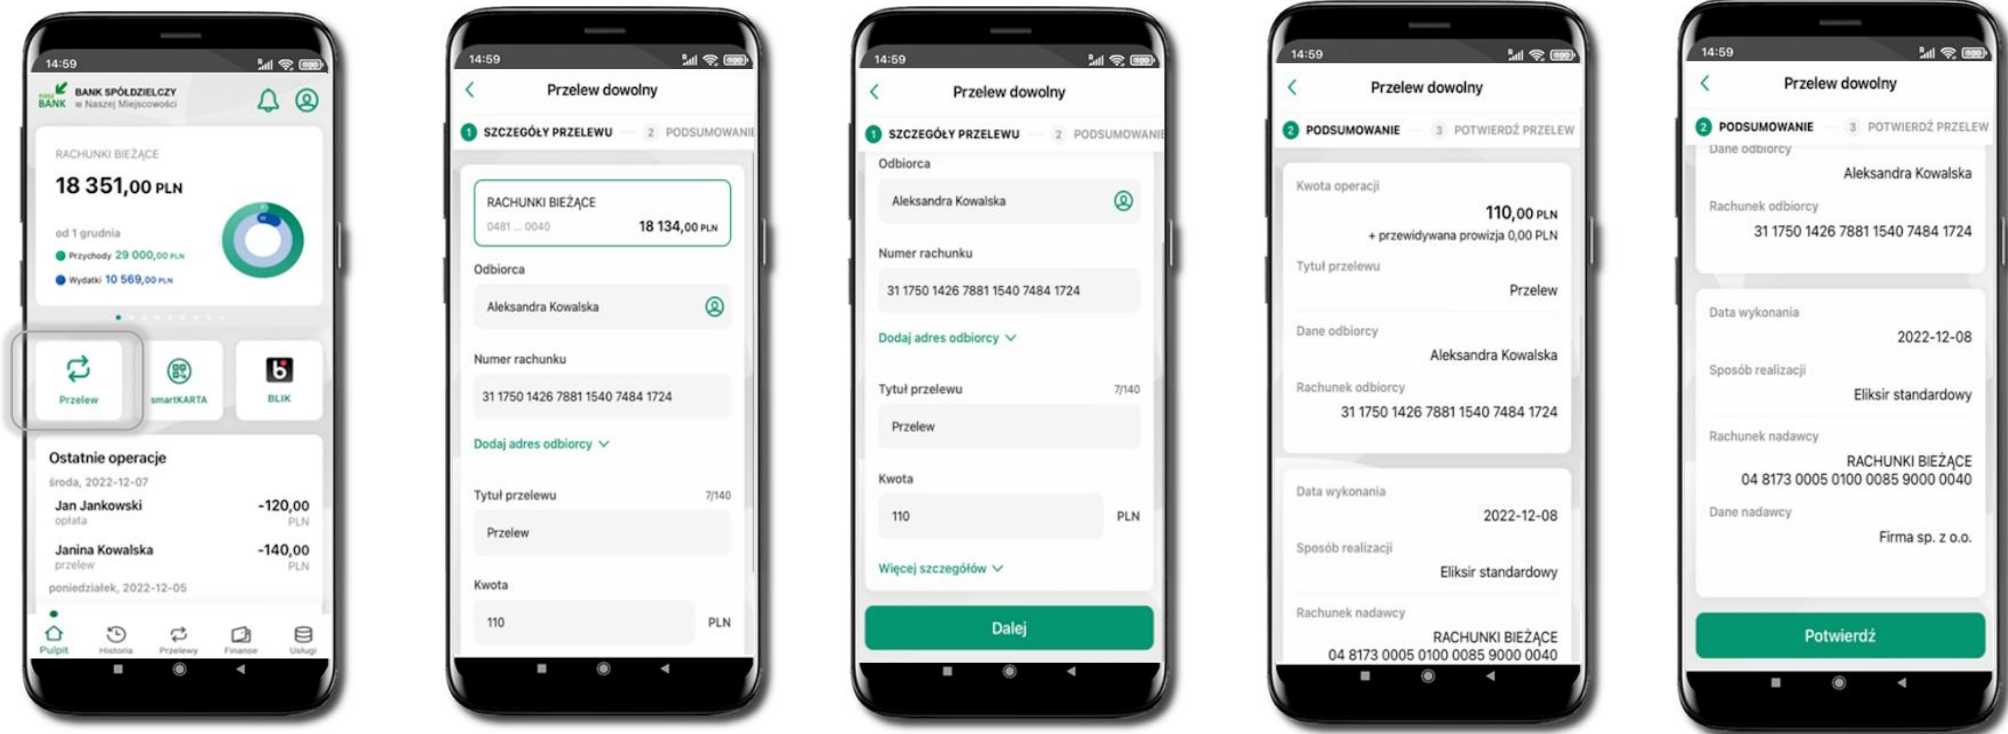 14:59
nasz BANK
BANK SPÓŁDZIELCZY
w Naszej Miejscowości
RACHUNKI BIEŻĄCE
18 351,00 PLN
od 1 grudnia
Przychody 29 000,00 PLN
Wydatki 10 569,00 PLN
Przelew
smartKARTA
BLIK
Ostatnie operacje
środa, 2022-12-07
Jan Jankowski -120,00
opłata PLN
Janina Kowalska -140,00
przelew PLN
poniedziałek, 2022-12-05
Pulpit Historia Przelewy Finanse Usługi
14:59
Przelew dowolny
1 SZCZEGÓŁY PRZELEWU 2 PODSUMOWANIE
RACHUNKI BIEŻĄCE
0481 ... 0040 18 134,00 PLN
Odbiorca
Aleksandra Kowalska
Numer rachunku
31 1750 1426 7881 1540 7484 1724
Dodaj adres odbiorcy
Tytuł przelewu 7/140
Przelew
Kwota
110 PLN
14:59
Przelew dowolny
1 SZCZEGÓŁY PRZELEWU 2 PODSUMOWANIE
Odbiorca
Aleksandra Kowalska
Numer rachunku
31 1750 1426 7881 1540 7484 1724
Dodaj adres odbiorcy
Tytuł przelewu 7/140
Przelew
Kwota
110 PLN
Więcej szczegółów
Dalej
14:59
Przelew dowolny
2 PODSUMOWANIE 3 POTWIERDŹ PRZELEW
Kwota operacji
110,00 PLN
+ przewidywana prowizja 0,00 PLN
Tytuł przelewu
Przelew
Dane odbiorcy
Aleksandra Kowalska
Rachunek odbiorcy
31 1750 1426 7881 1540 7484 1724
Data wykonania
2022-12-08
Sposób realizacji
Eliksir standardowy
Rachunek nadawcy
RACHUNKI BIEŻĄCE
04 8173 0005 0100 0085 9000 0040
14:59
Przelew dowolny
2 PODSUMOWANIE 3 POTWIERDŹ PRZELEW
Dane odbiorcy
Aleksandra Kowalska
Rachunek odbiorcy
31 1750 1426 7881 1540 7484 1724
Data wykonania
2022-12-08
Sposób realizacji
Eliksir standardowy
Rachunek nadawcy
RACHUNKI BIEŻĄCE
04 8173 0005 0100 0085 9000 0040
Dane nadawcy
Firma sp. z o.o.
Potwierdź